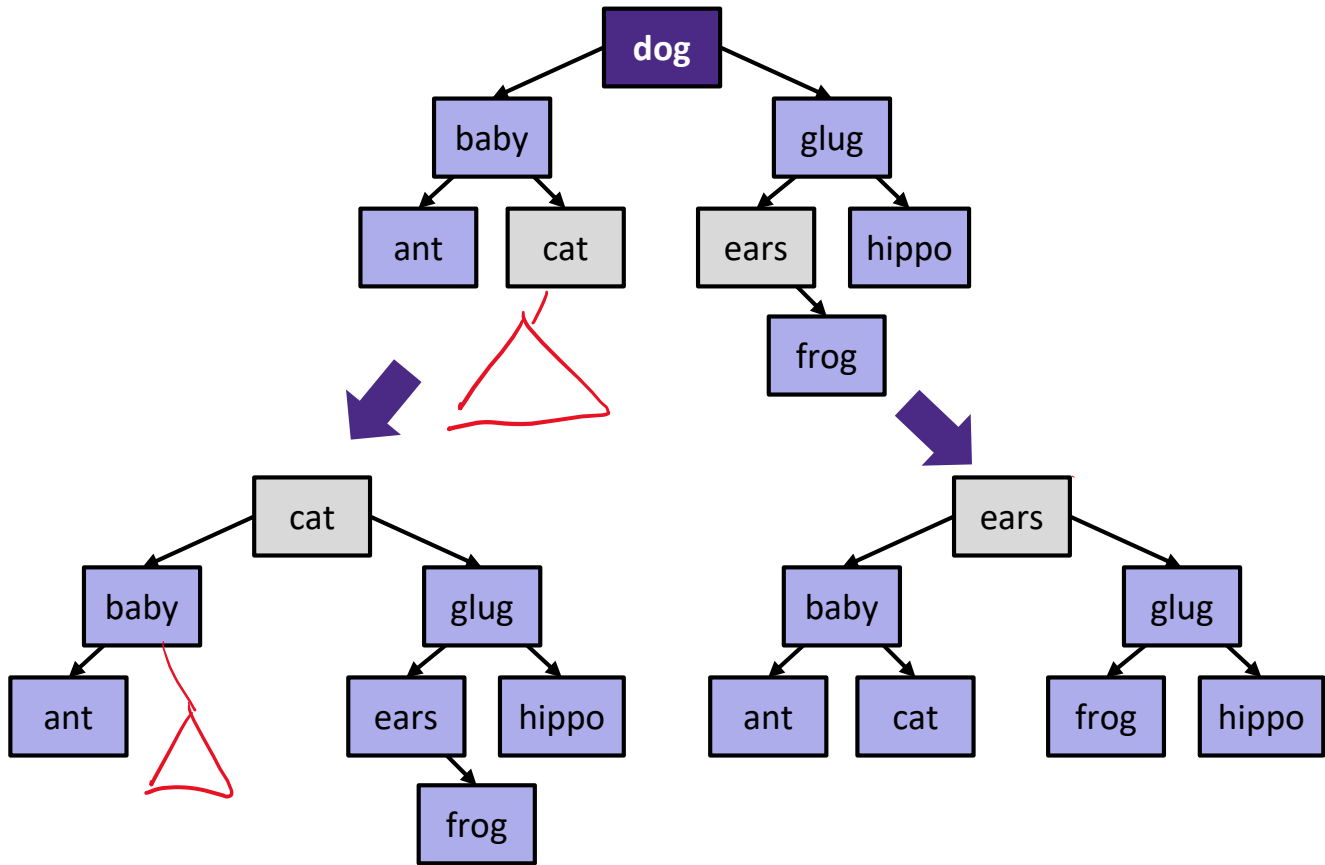 dog
baby glug
ant cat ears hippo
frog
cat ears
baby glug baby glug
ant ears hippo ant cat frog hippo
frog